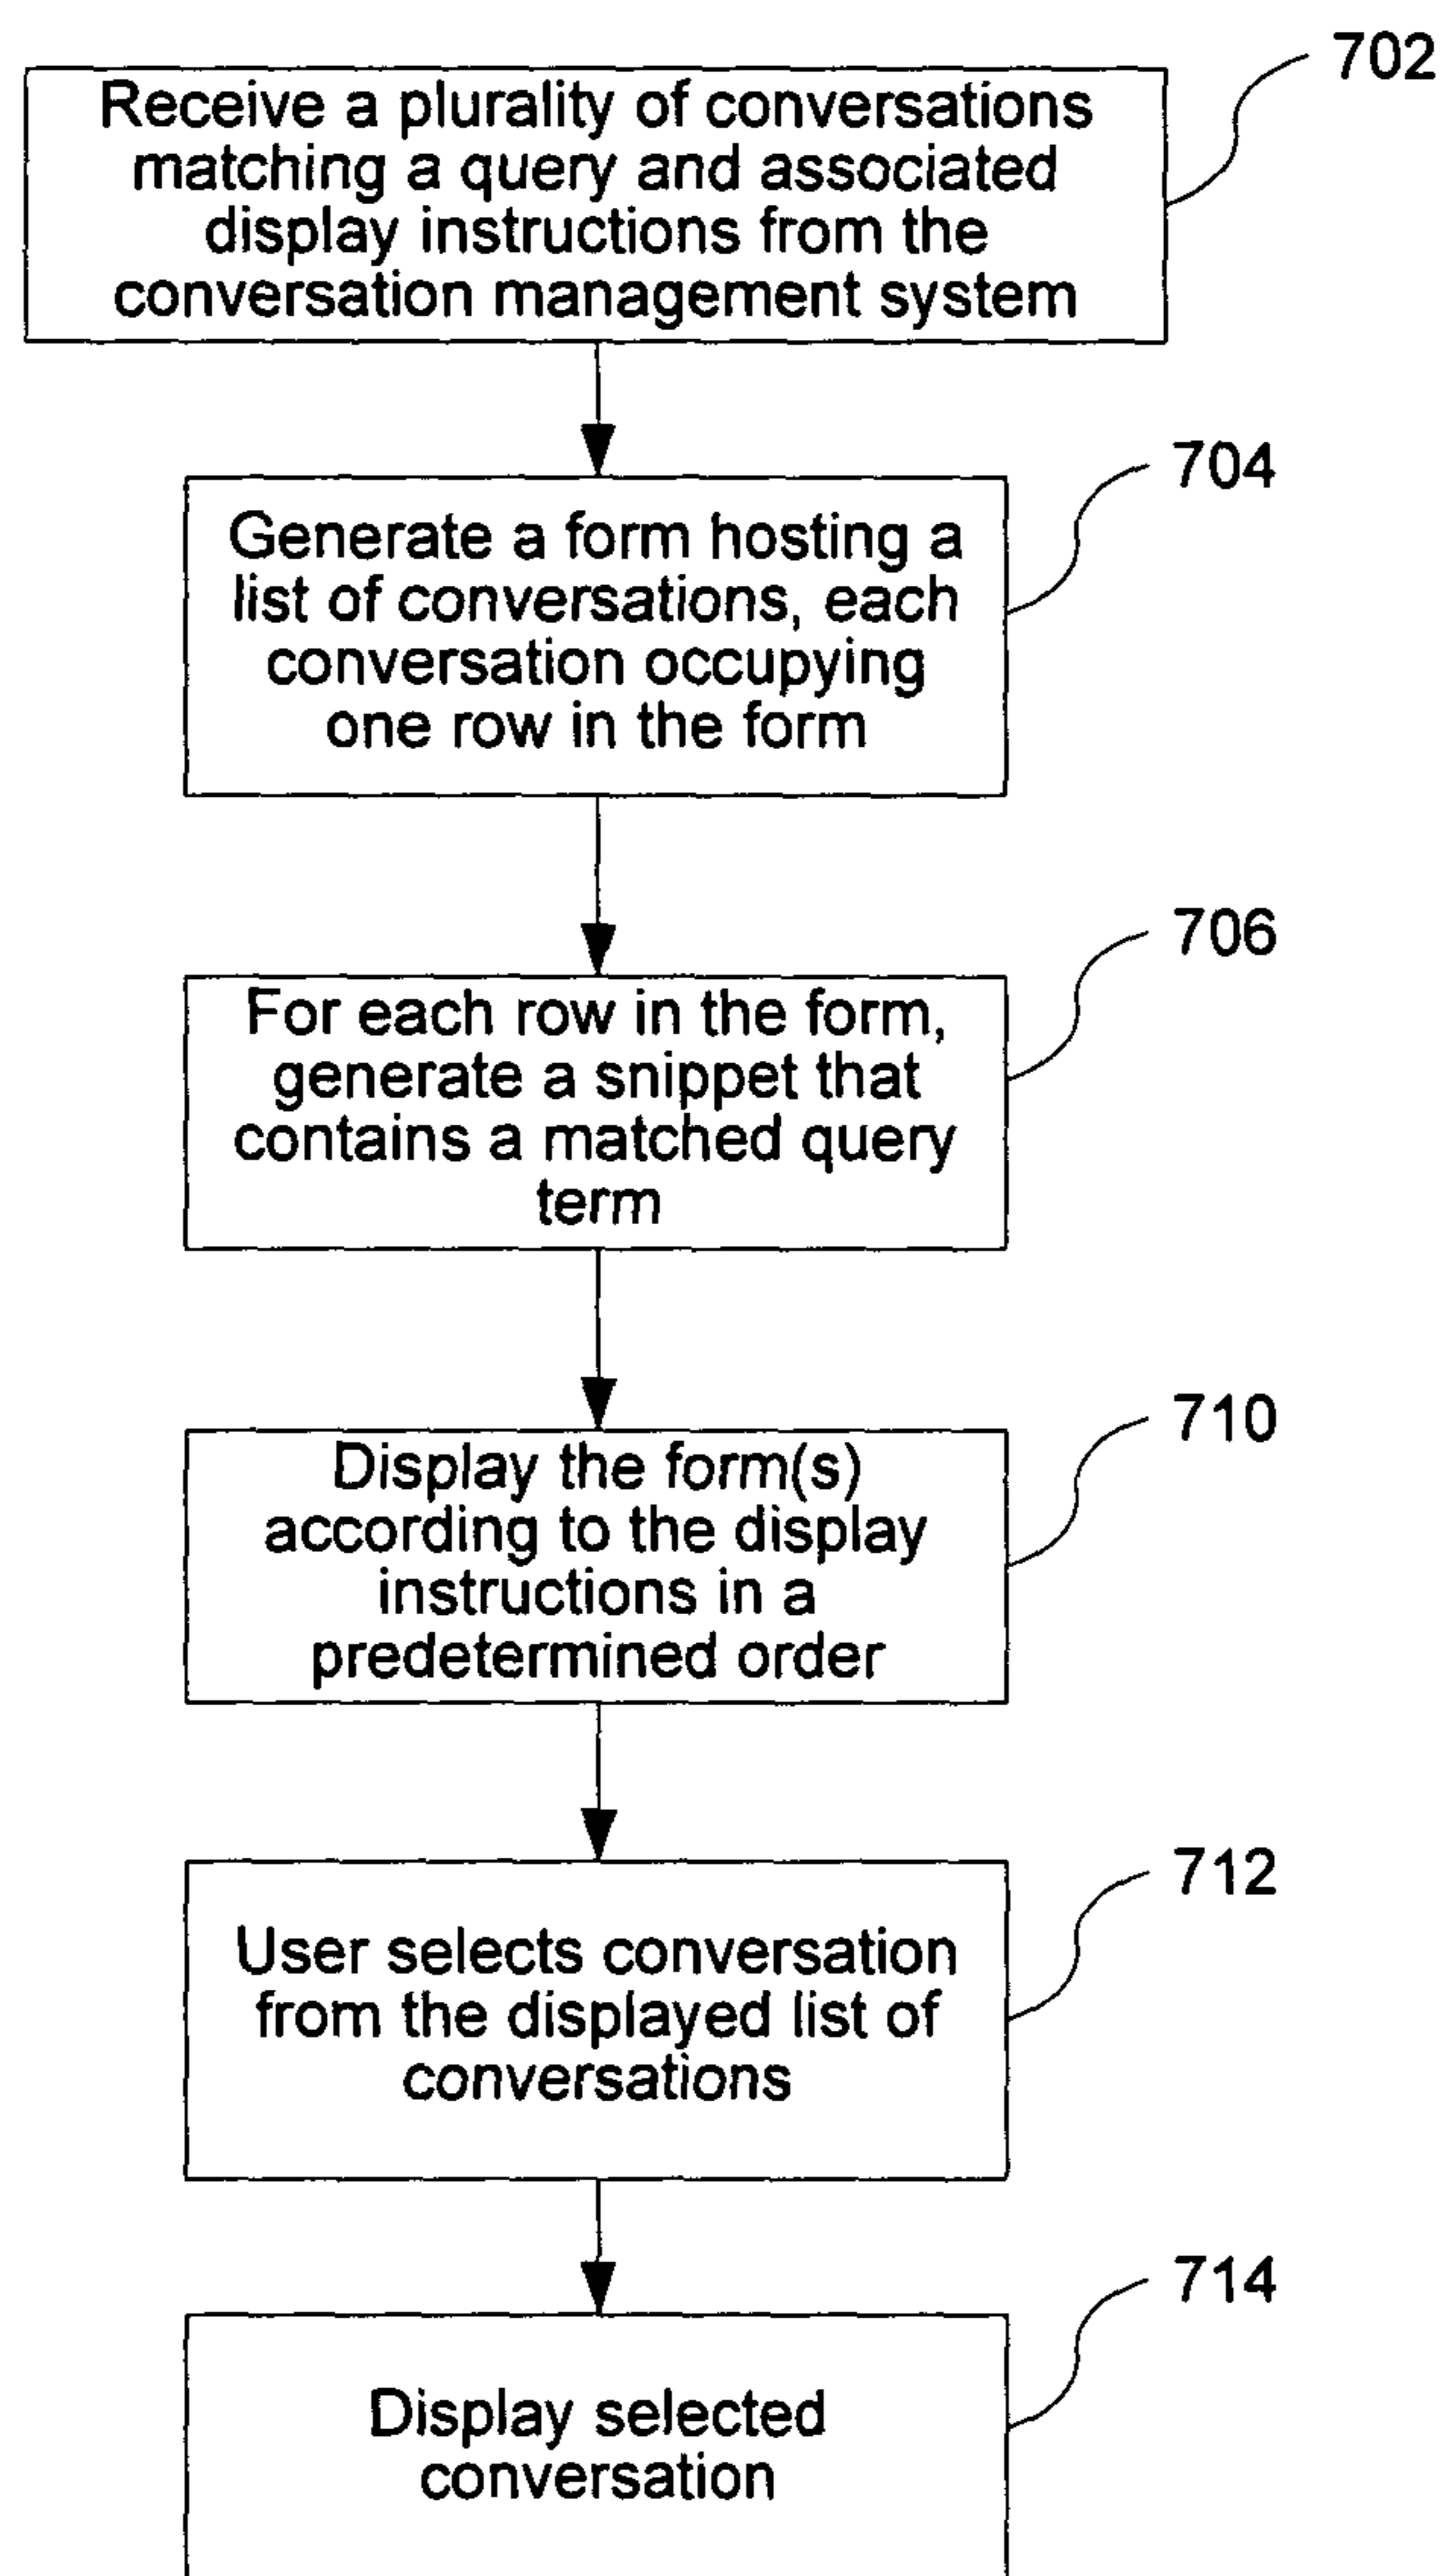 702
Receive a plurality of conversations
matching a query and associated
display instructions from the
conversation management system
704
Generate a form hosting a
list of conversations, each
conversation occupying
one row in the form
706
For each row in the form,
generate a snippet that
contains a matched query
term
710
Display the form(s)
according to the display
instructions in a
predetermined order
712
User selects conversation
from the displayed list of
conversations
714
Display selected
conversation